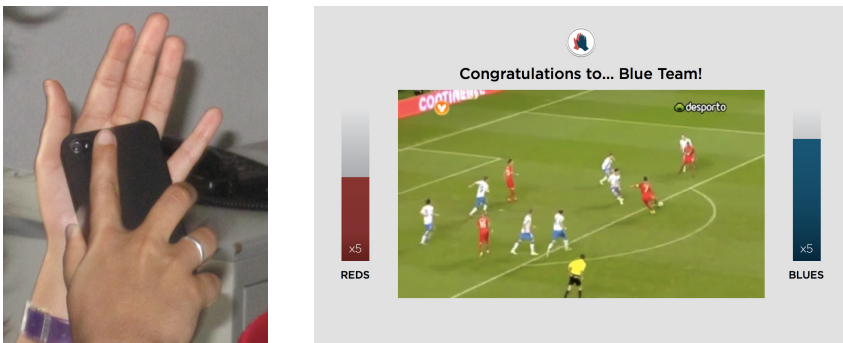 Congratulations to... Blue Team!
CONTINENTE
desporto
x5
x5
REDS
BLUES